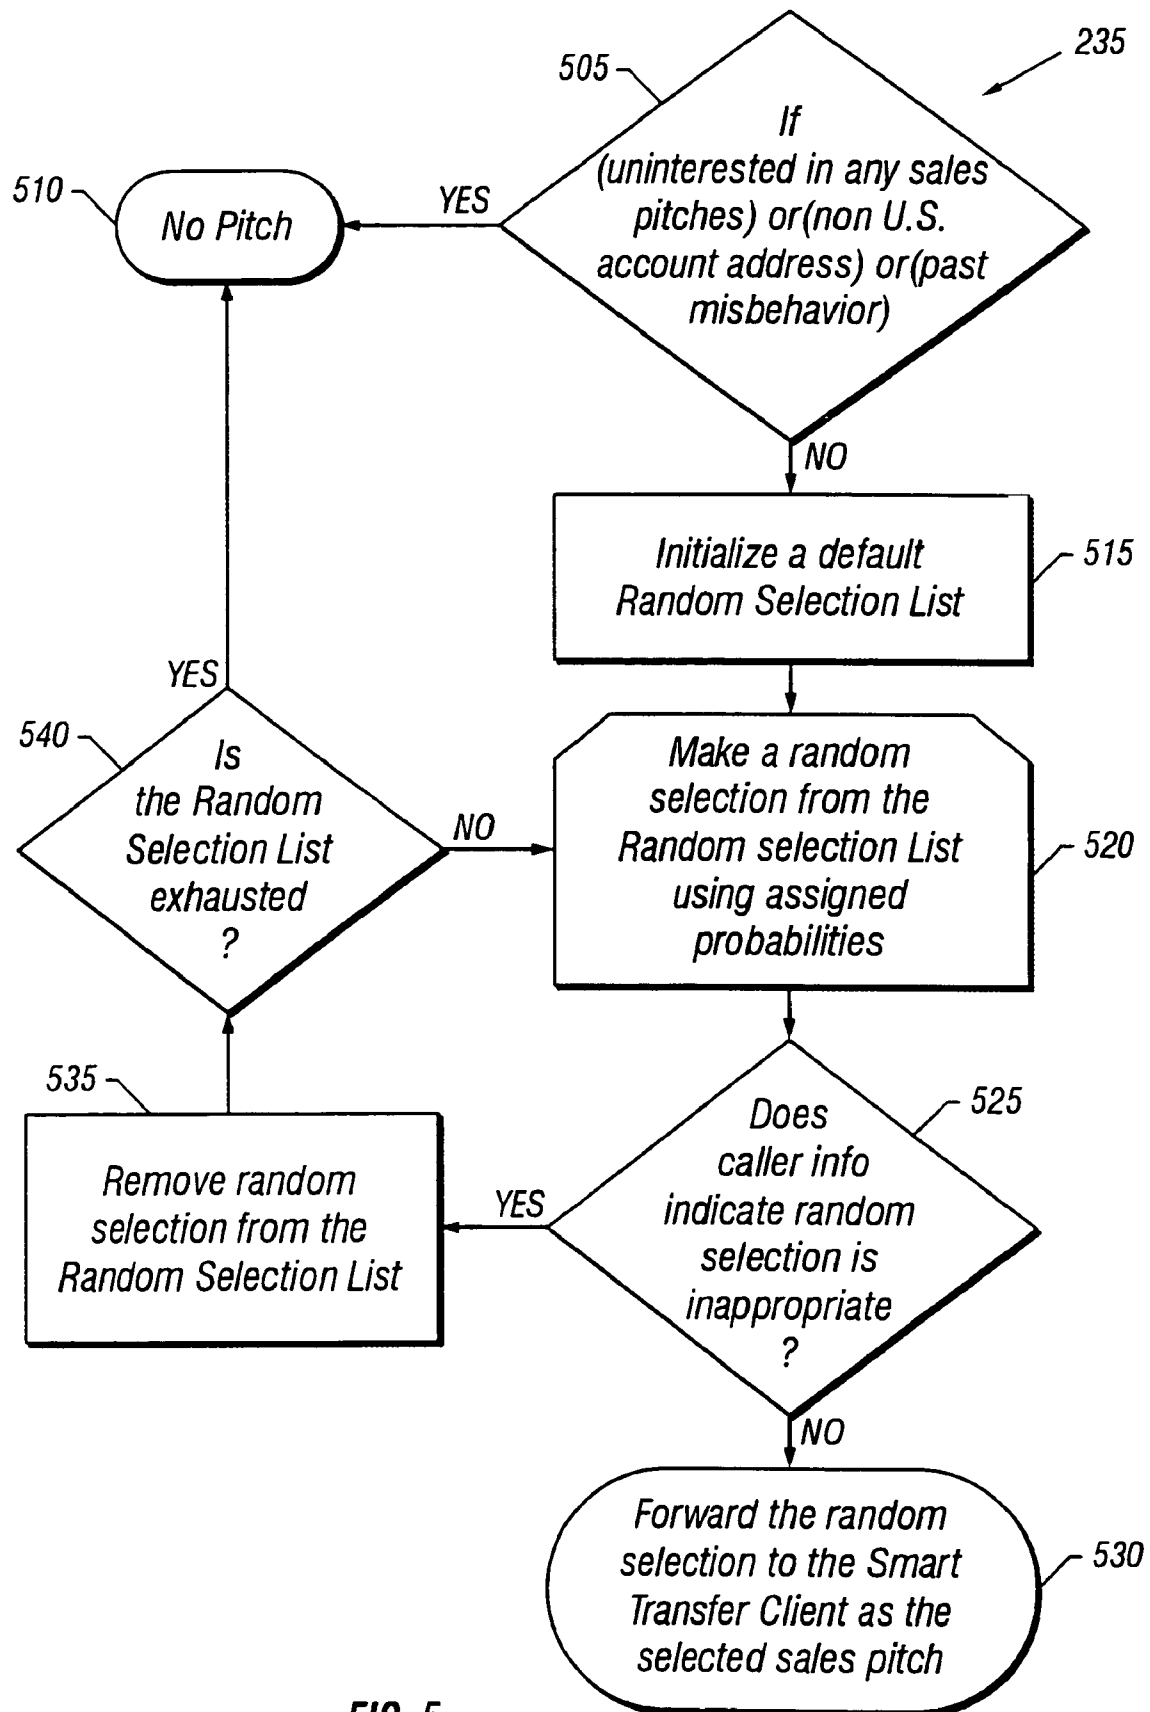 235
505
If
(uninterested in any sales
pitches) or(non U.S.
account address) or(past
misbehavior)
YES
510
No Pitch
NO
Initialize a default
Random Selection List
515
YES
540
Is
the Random
Selection List
exhausted
?
NO
Make a random
selection from the
Random selection List
using assigned
probabilities
520
535
Remove random
selection from the
Random Selection List
YES
Does
caller info
indicate random
selection is
inappropriate
?
525
NO
Forward the random
selection to the Smart
Transfer Client as the
selected sales pitch
530
FIG. 5